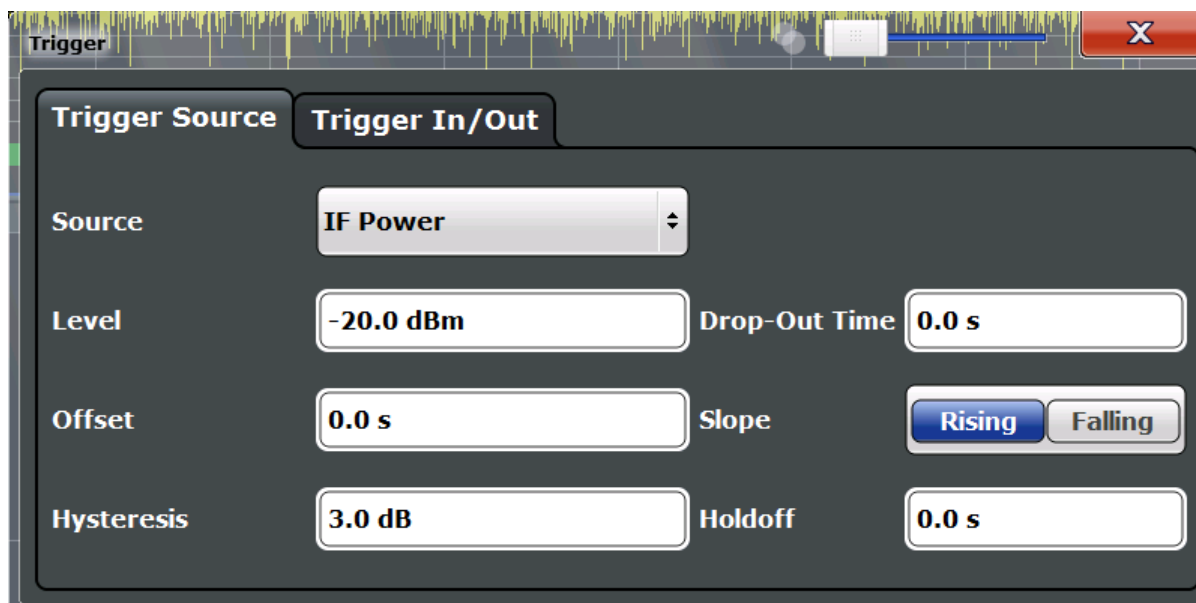 Trigger
X
Trigger Source Trigger In/Out
Source IF Power
Level -20.0 dBm Drop-Out Time 0.0 s
Offset 0.0 s Slope Rising Falling
Hysteresis 3.0 dB Holdoff 0.0 s